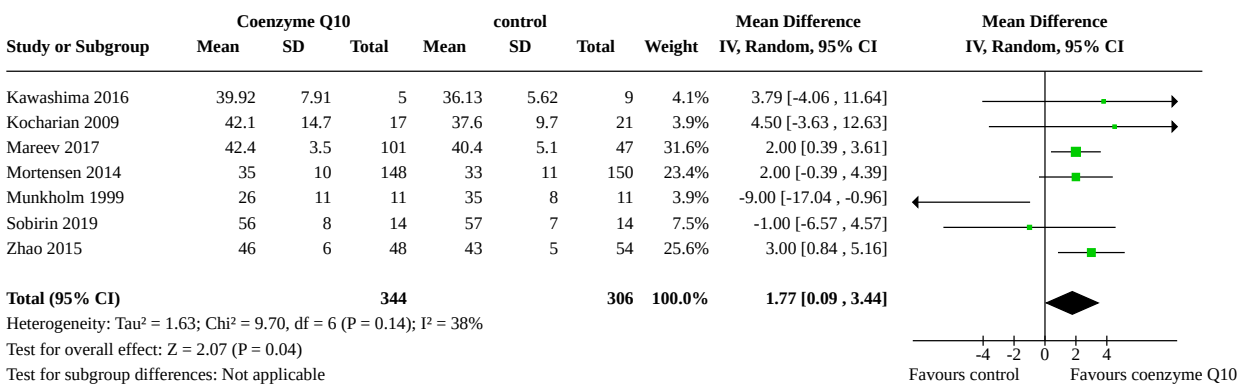 Coenzyme Q10 control Mean Difference Mean Difference
Study or Subgroup Mean SD Total Mean SD Total Weight IV, Random, 95% CI IV, Random, 95% CI
Kawashima 2016 39.92 7.91 5 36.13 5.62 9 4.1% 3.79 [-4.06 , 11.64]
Kocharian 2009 42.1 14.7 17 37.6 9.7 21 3.9% 4.50 [-3.63 , 12.63]
Mareev 2017 42.4 3.5 101 40.4 5.1 47 31.6% 2.00 [0.39 , 3.61]
Mortensen 2014 35 10 148 33 11 150 23.4% 2.00 [-0.39 , 4.39]
Munkholm 1999 26 11 11 35 8 11 3.9% -9.00 [-17.04 , -0.96]
Sobirin 2019 56 8 14 57 7 14 7.5% -1.00 [-6.57 , 4.57]
Zhao 2015 46 6 48 43 5 54 25.6% 3.00 [0.84 , 5.16]
Total (95% CI) 344 306 100.0% 1.77 [0.09 , 3.44]
Heterogeneity: Tau² = 1.63; Chi² = 9.70, df = 6 (P = 0.14); I² = 38%
Test for overall effect: Z = 2.07 (P = 0.04) -4 -2 0 2 4
Test for subgroup differences: Not applicable Favours control Favours coenzyme Q10